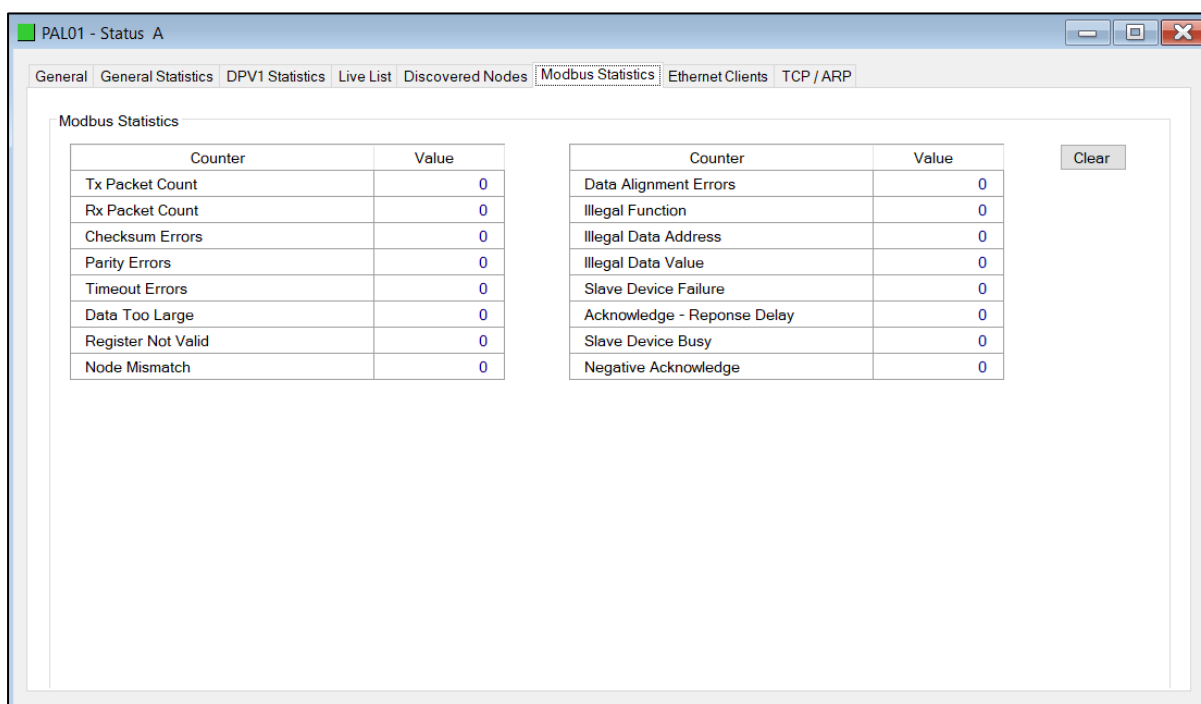 PAL01 - Status A
General General Statistics DPV1 Statistics Live List Discovered Nodes Modbus Statistics Ethernet Clients TCP / ARP
Modbus Statistics
Counter Value Counter Value Clear
Tx Packet Count 0 Data Alignment Errors 0
Rx Packet Count 0 Illegal Function 0
Checksum Errors 0 Illegal Data Address 0
Parity Errors 0 Illegal Data Value 0
Timeout Errors 0 Slave Device Failure 0
Data Too Large 0 Acknowledge - Reponse Delay 0
Register Not Valid 0 Slave Device Busy 0
Node Mismatch 0 Negative Acknowledge 0